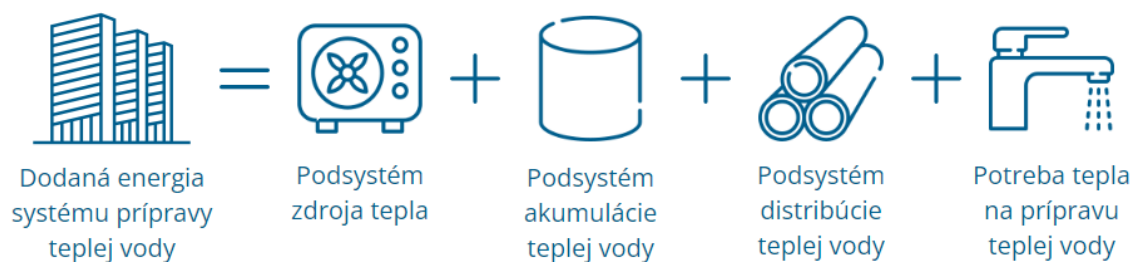 Dodaná energia
systému prípravy
teplej vody
=
Podsystém
zdroja tepla
+
Podsystém
akumulácie
teplej vody
+
Podsystém
distribúcie
teplej vody
+
Potreba tepla
na prípravu
teplej vody